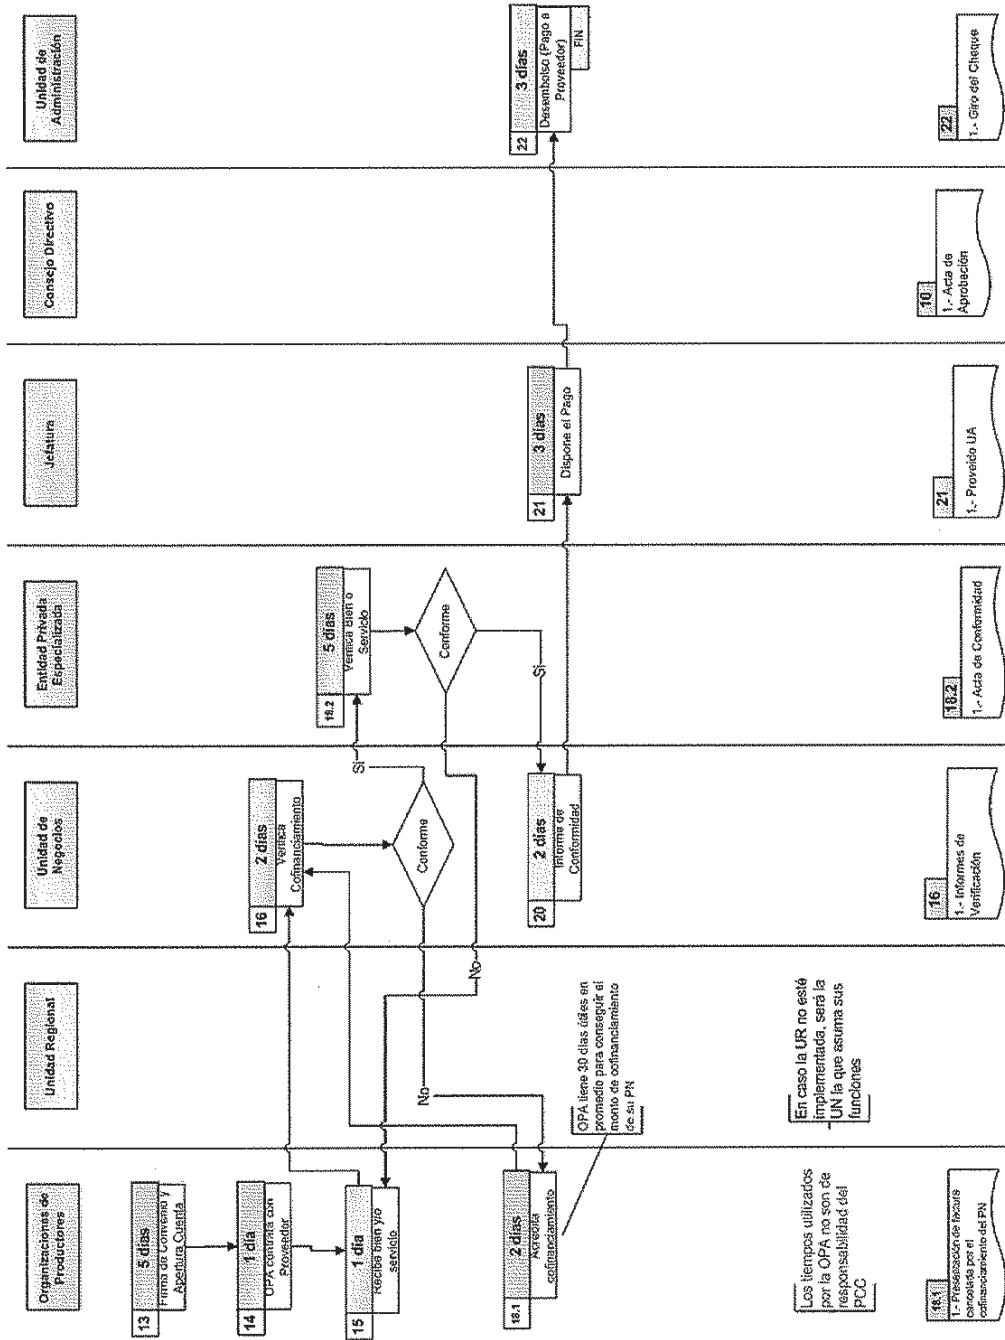 Organizaciones de
Productores
Unidad Regional
Unidad de
Negocios
Entidad Privada
Especializada
Jefatura
Consejo Directivo
Unidad de
Administración
13
5 días
Firma de Convenio y
Apertura Cuenta
14
1 día
OPA contrata con
Proveedor
15
1 día
Recibe bien y/o
servicio
16
2 días
Verifica
Cofinanciamiento
Conforme
Si
No
18.2
5 días
Verifica Bien o
Servicio
Conforme
Si
No
18.1
2 días
Acredita
cofinanciamiento
OPA tiene 30 días útiles en
promedio para conseguir el
monto de cofinanciamiento
de su PN
20
2 días
Informe de
Conformidad
21
3 días
Dispone el Pago
22
3 días
Desembolso (Pago a
Proveedor)
FIN
Los tiempos utilizados
por la OPA no son de
responsabilidad del
PCC
En caso la UR no esté
implementada, será la
UN la que asuma sus
funciones
18.1
1.- Presentación de factura
cancelada por el
cofinanciamiento del PN
16
1.- Informes de
Verificación
18.2
1.- Acta de Conformidad
21
1.- Proveido UA
10
1.- Acta de
Aprobación
22
1.- Giro del Cheque